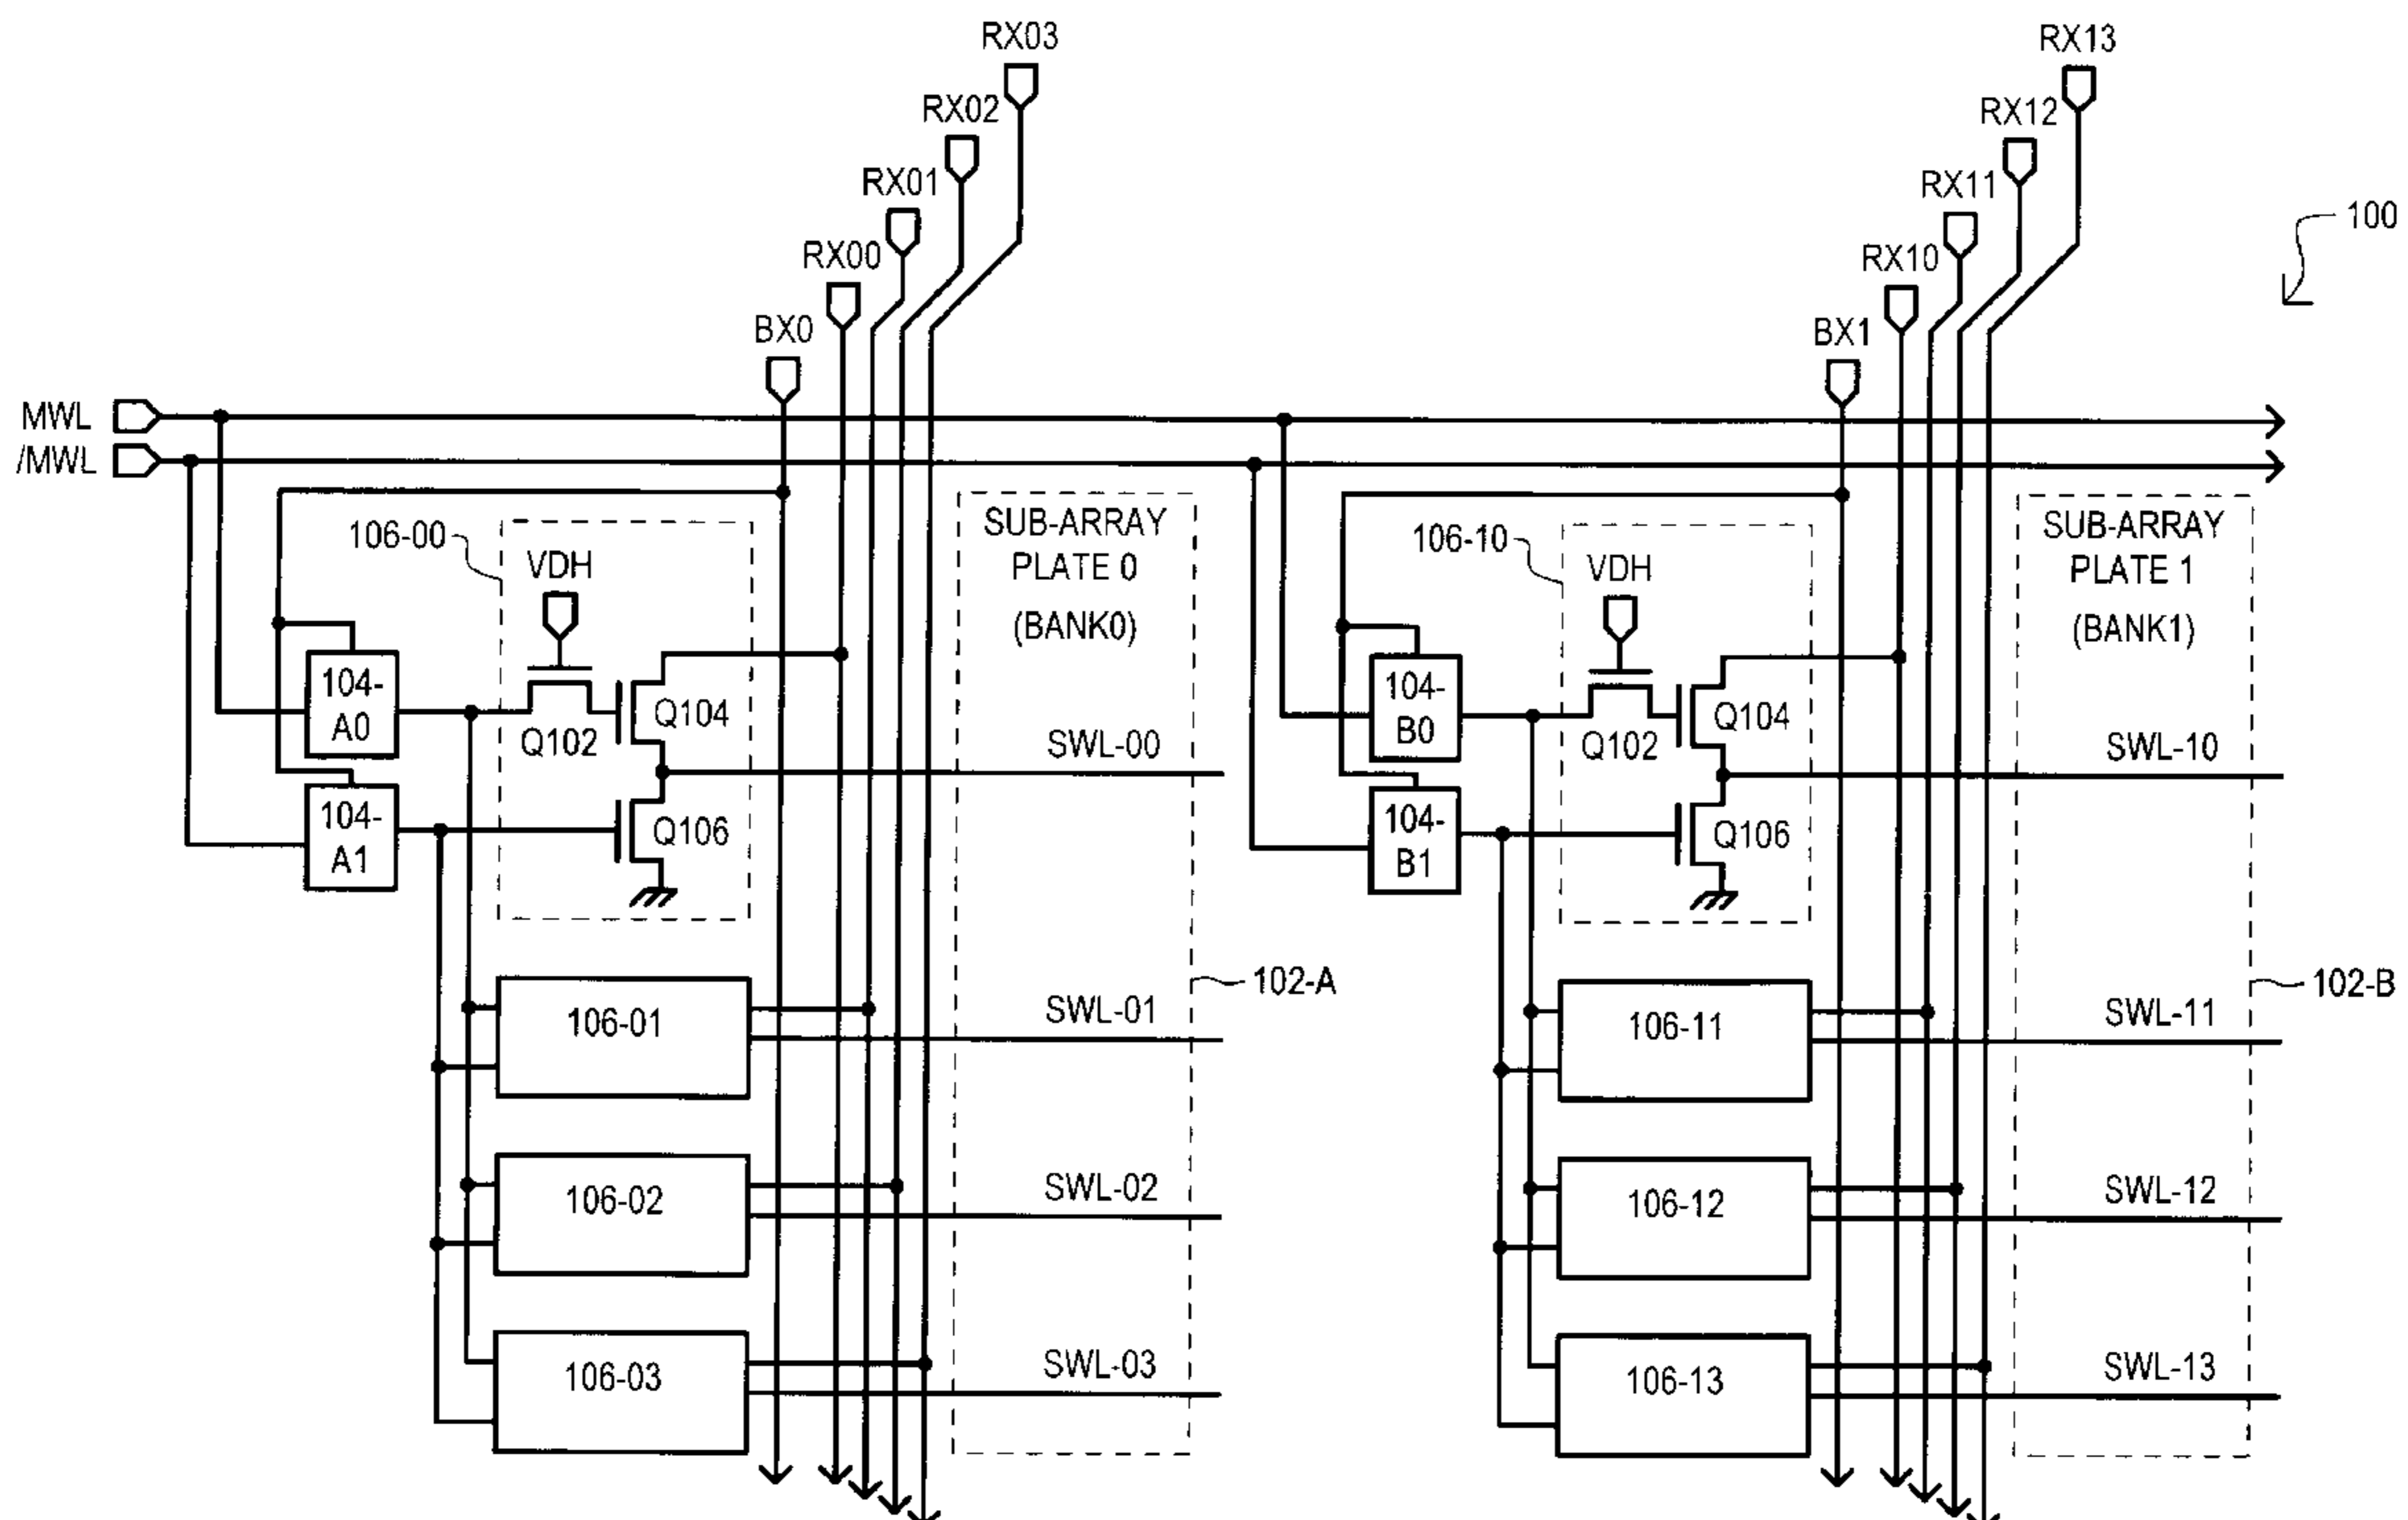 RX03
RX13
RX02
RX12
RX01
RX11
100
RX00
RX10
BX0
BX1
MWL
/MWL
106-00
VDH
SUB-ARRAY
PLATE 0
(BANK0)
106-10
VDH
SUB-ARRAY
PLATE 1
(BANK1)
104-
A0
Q102
Q104
SWL-00
104-
B0
Q102
Q104
SWL-10
104-
A1
Q106
104-
B1
Q106
102-A
102-B
106-01
SWL-01
106-11
SWL-11
106-02
SWL-02
106-12
SWL-12
106-03
SWL-03
106-13
SWL-13